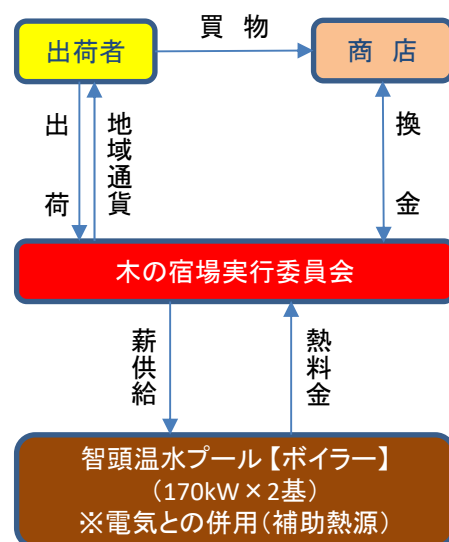 買 物
出荷者
商 店
出荷
地域通貨
換金
木の宿場実行委員会
薪供給
熱料金
智頭温水プール【ボイラー】
（170kW×2基）
※電気との併用（補助熱源）